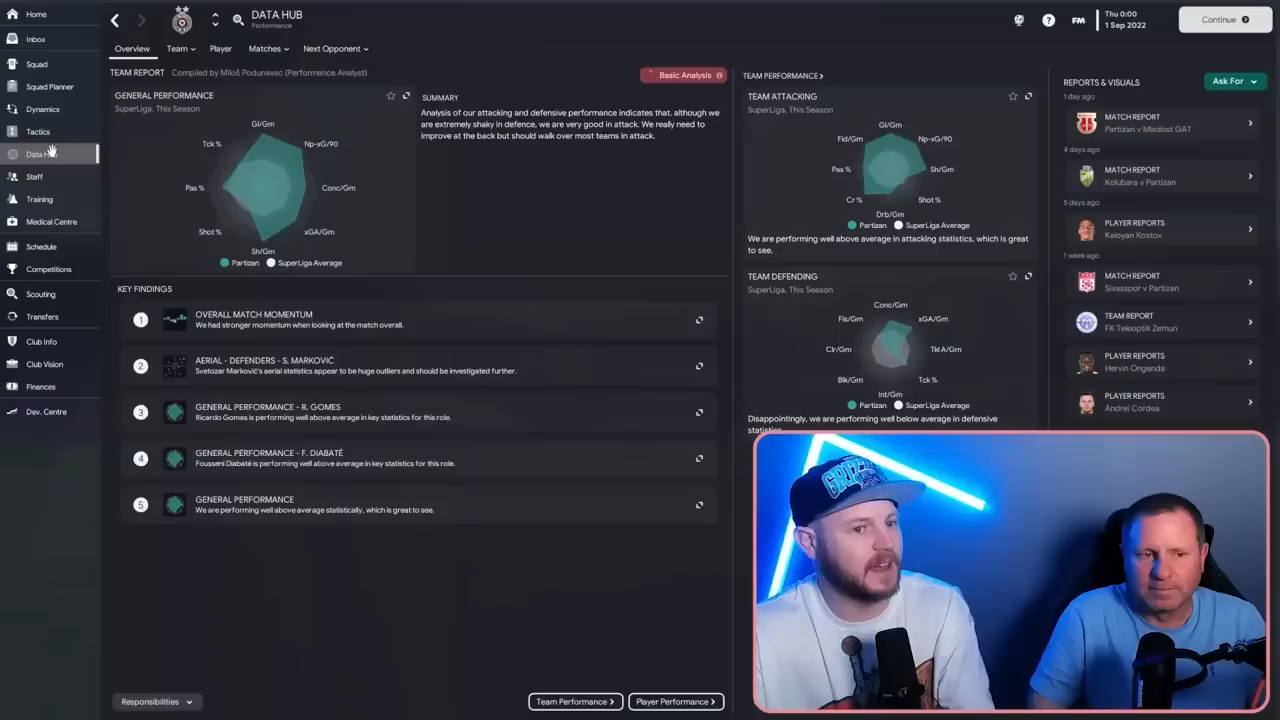 Home
Inbox
Squad
Squad Planner
Dynamics
Tactics
Data Hu
Staff
Training
Medical Centre
Schedule
Competitions
Scouting
Transfers
Club Info
Club Vision
Finances
Dev. Centre
DATA HUB
Performance
FM
Thu 0:00
1 Sep 2022
Continue
Overview
Team
Player
Matches
Next Opponent
TEAM REPORT Compiled by Miloš Podunavac (Performance Analyst)
Basic Analysis
GENERAL PERFORMANCE
SuperLiga, This Season
Gl/Gm
Tck %
Np-xG/90
Pas %
Conc/Gm
Shot %
xGA/Gm
Sh/Gm
Partizan
SuperLiga Average
SUMMARY
Analysis of our attacking and defensive performance indicates that, although we
are extremely shaky in defence, we are very good in attack. We really need to
improve at the back but should walk over most teams in attack.
KEY FINDINGS
1
OVERALL MATCH MOMENTUM
We had stronger momentum when looking at the match overall.
2
AERIAL - DEFENDERS - S. MARKOVIĆ
Svetozar Marković's aerial statistics appear to be huge outliers and should be investigated further.
3
GENERAL PERFORMANCE - R. GOMES
Ricardo Gomes is performing well above average in key statistics for this role.
4
GENERAL PERFORMANCE - F. DIABATÉ
Fousseni Diabaté is performing well above average in key statistics for this role.
5
GENERAL PERFORMANCE
We are performing well above average statistically, which is great to see.
Responsibilities
Team Performance
Player Performance
TEAM PERFORMANCE
TEAM ATTACKING
SuperLiga, This Season
Gl/Gm
Fld/Gm
Np-xG/90
Pas %
Sh/Gm
Cr %
Shot %
Drb/Gm
Partizan
SuperLiga Average
We are performing well above average in attacking statistics, which is great
to see.
TEAM DEFENDING
SuperLiga, This Season
Conc/Gm
Fls/Gm
xGA/Gm
Clr/Gm
Tkl A/Gm
Blk/Gm
Tck %
Int/Gm
Partizan
SuperLiga Average
Disappointingly, we are performing well below average in defensive
statistics.
REPORTS & VISUALS
Ask For
1 day ago
MATCH REPORT
Partizan v Mladost GAT
4 days ago
MATCH REPORT
Kolubara v Partizan
5 days ago
PLAYER REPORTS
Kaloyan Kostov
1 week ago
MATCH REPORT
Sivasspor v Partizan
TEAM REPORT
FK Teleoptik Zemun
PLAYER REPORTS
Hervin Ongenda
PLAYER REPORTS
Andrei Cordea
GRIZZ